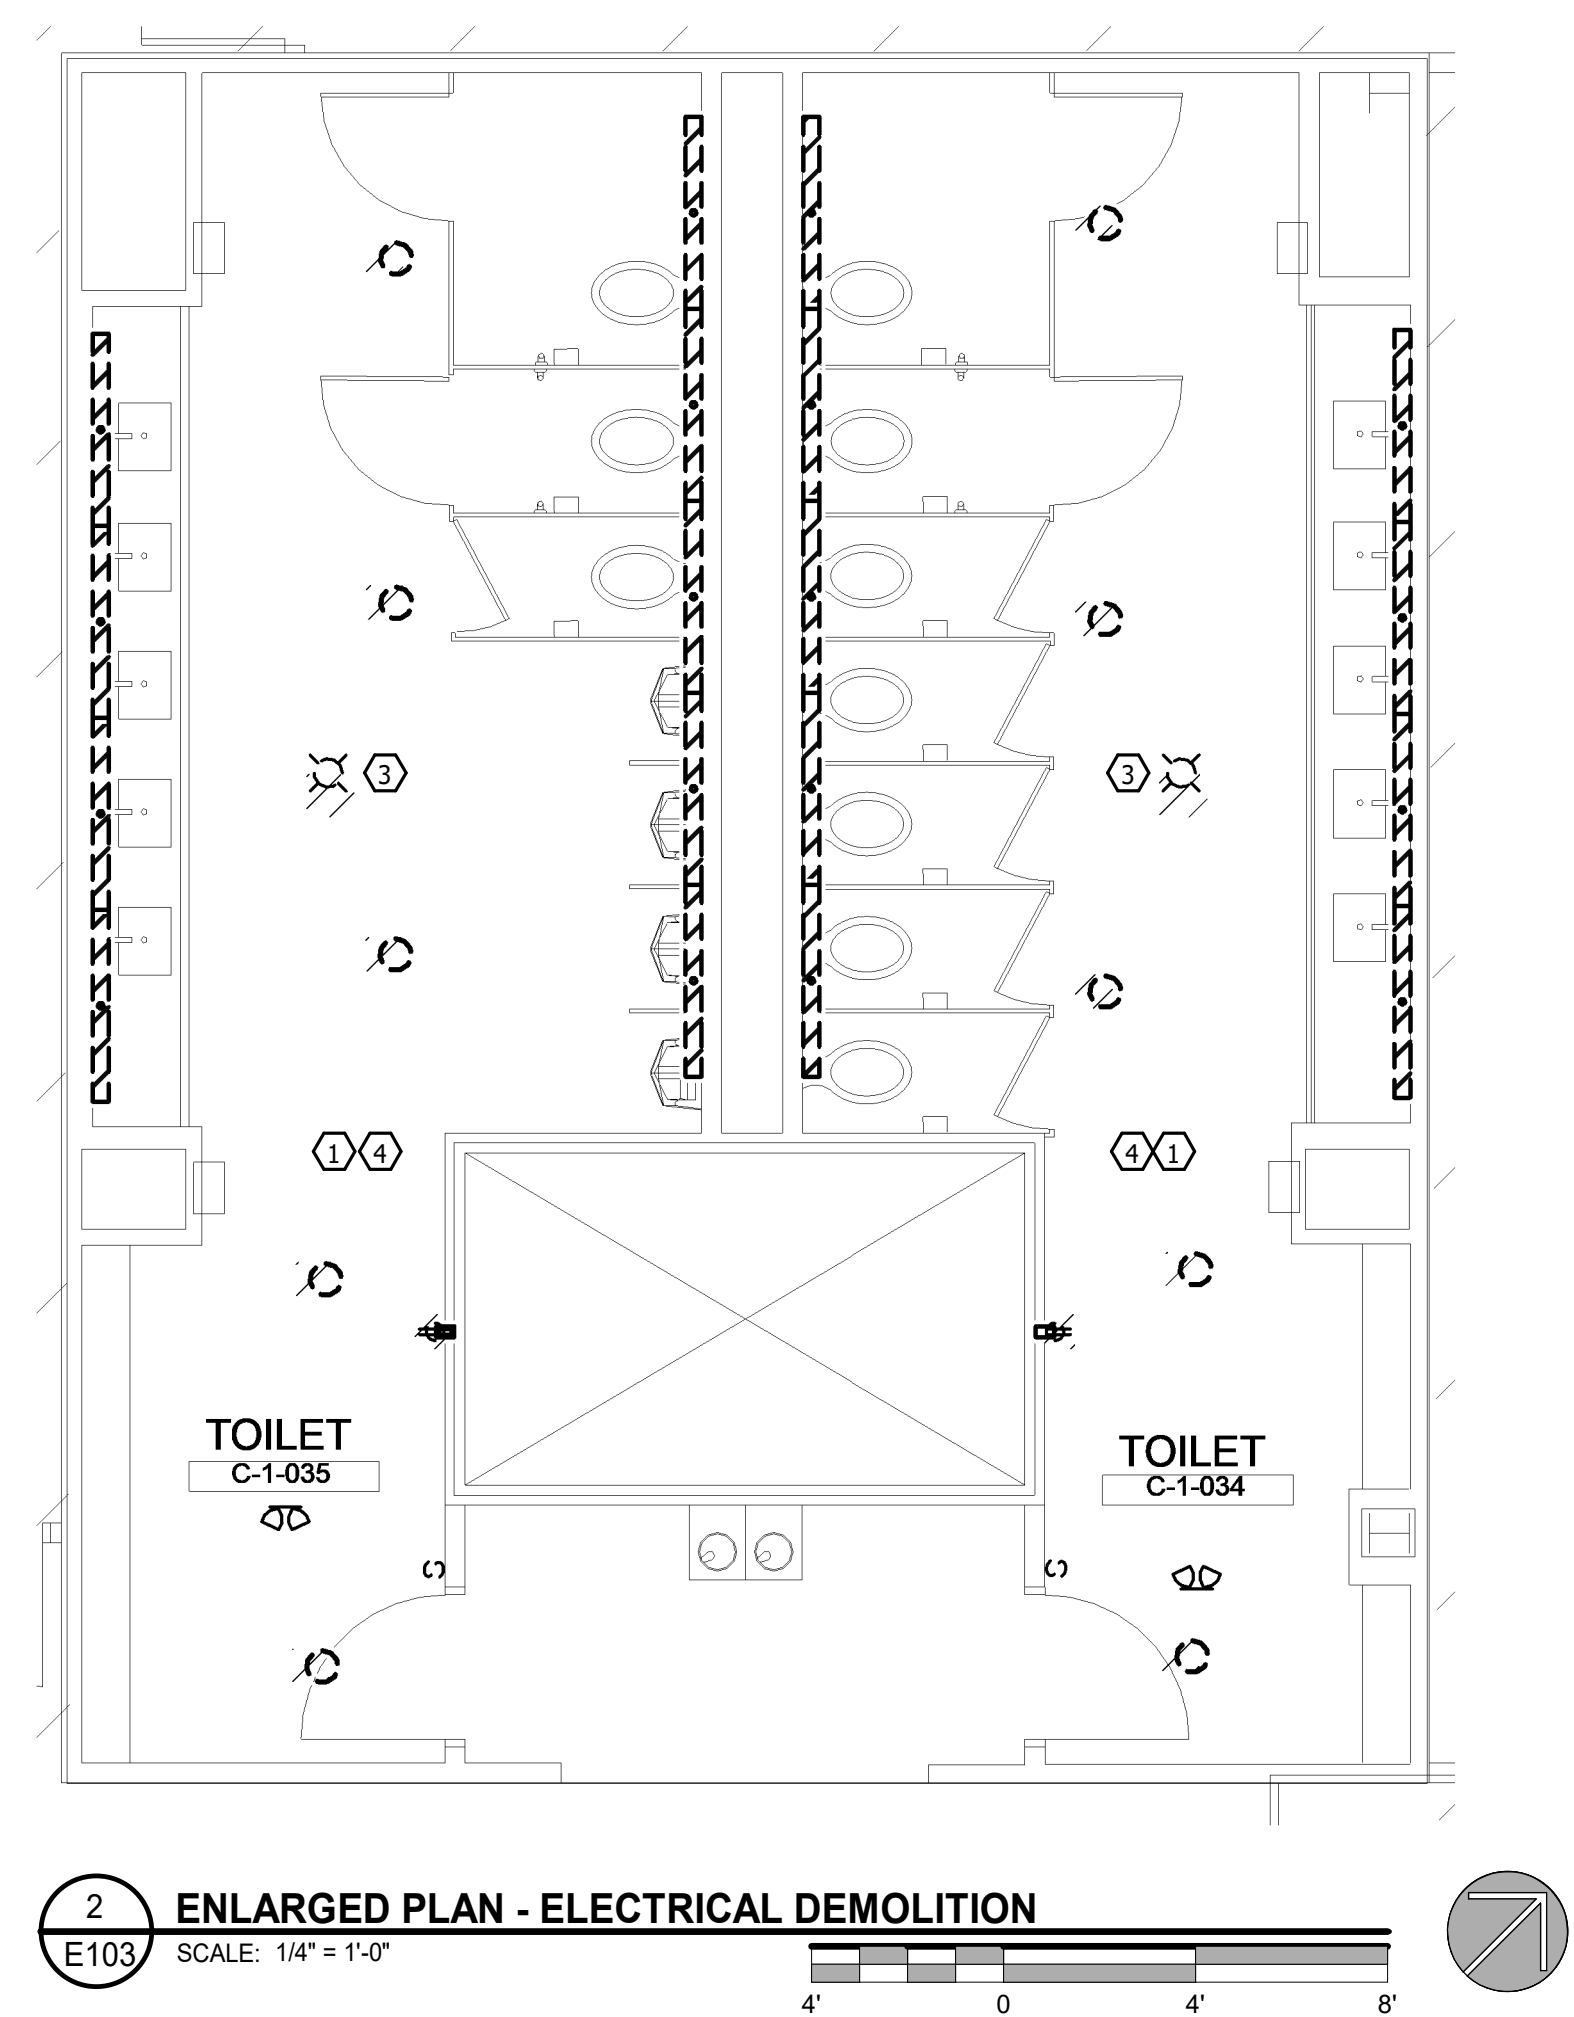 3
3
1 4
4 1
TOILET
C-1-035
TOILET
C-1-034
2
E103
ENLARGED PLAN - ELECTRICAL DEMOLITION
SCALE: 1/4" = 1'-0"
4' 0 4' 8'